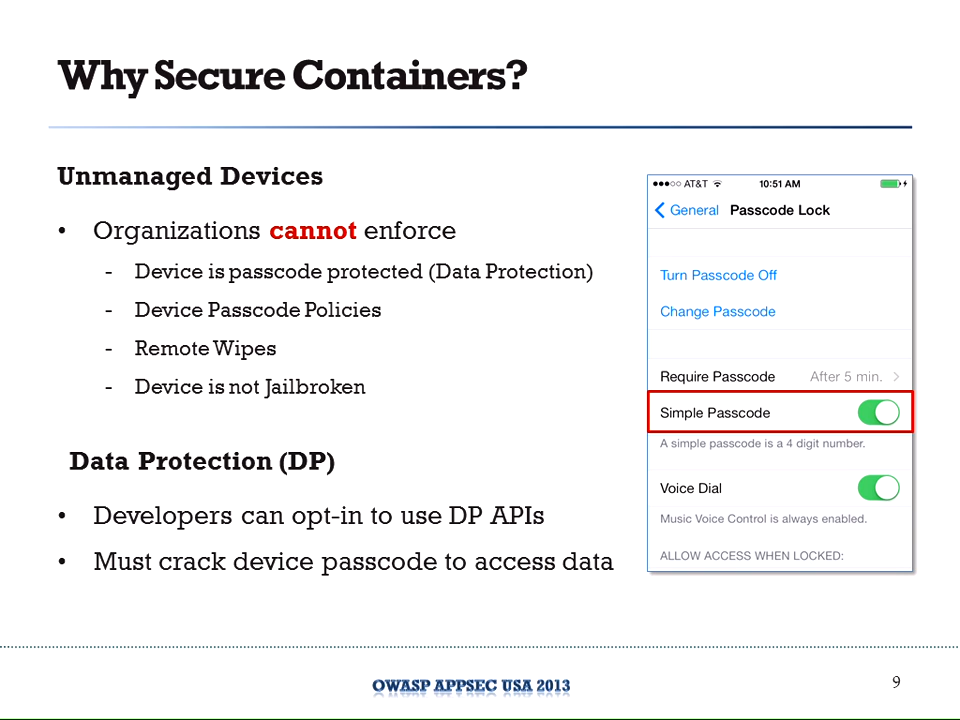 Why Secure Containers?
Unmanaged Devices
• Organizations cannot enforce
- Device is passcode protected (Data Protection)
- Device Passcode Policies
- Remote Wipes
- Device is not Jailbroken
Data Protection (DP)
• Developers can opt-in to use DP APIs
• Must crack device passcode to access data
AT&T 10:51 AM
General Passcode Lock
Turn Passcode Off
Change Passcode
Require Passcode After 5 min.
Simple Passcode
A simple passcode is a 4 digit number.
Voice Dial
Music Voice Control is always enabled.
ALLOW ACCESS WHEN LOCKED:
OWASP APPSEC USA 2013
9